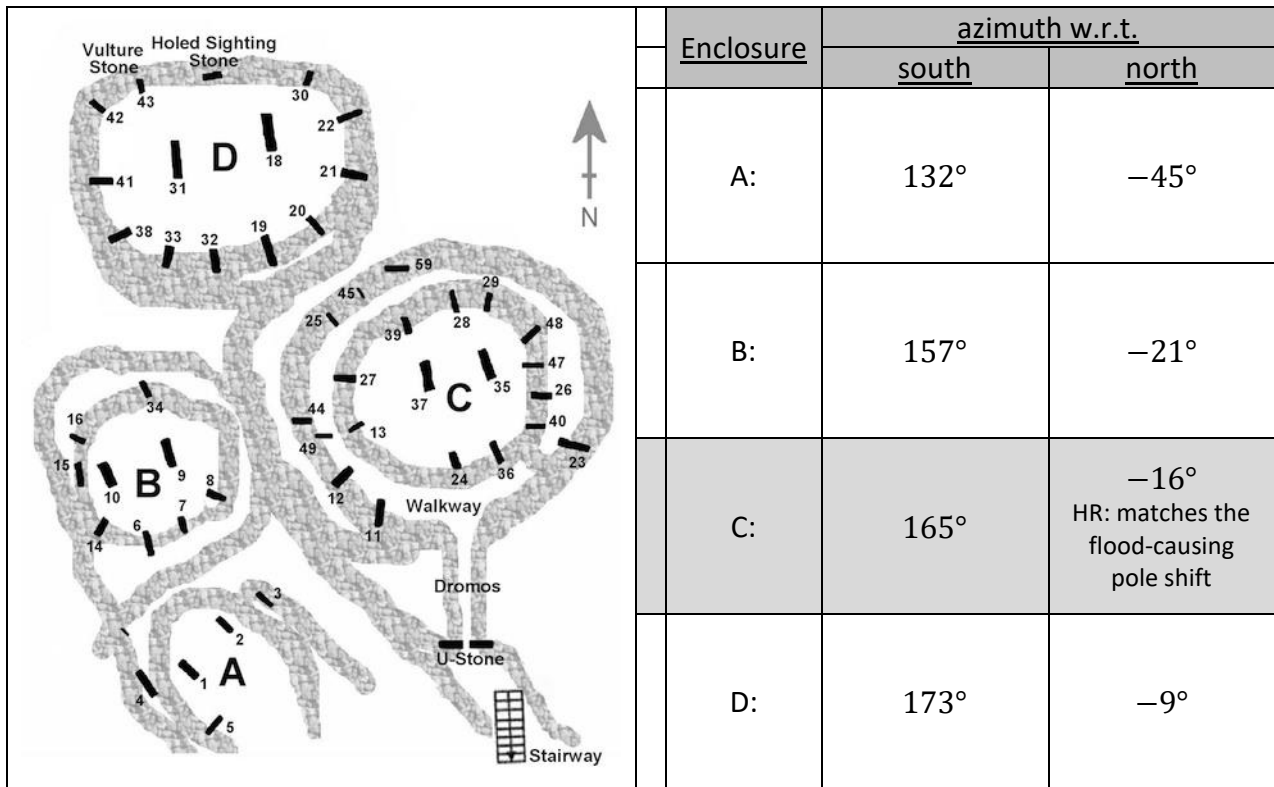 Vulture
Stone
Holed Sighting
Stone
43
30
42
22
D
18
31
21
41
20
19
38
33
32
N
59
29
45
25
28
48
39
47
27
35
26
37
C
44
13
40
49
24
36
23
12
Walkway
11
34
16
15
9
10
B
8
7
6
14
Dromos
3
2
A
1
4
5
U-Stone
Stairway
Enclosure
azimuth w.r.t.
south
north
A:
132°
−45°
B:
157°
−21°
C:
165°
−16°
HR: matches the
flood-causing
pole shift
D:
173°
−9°